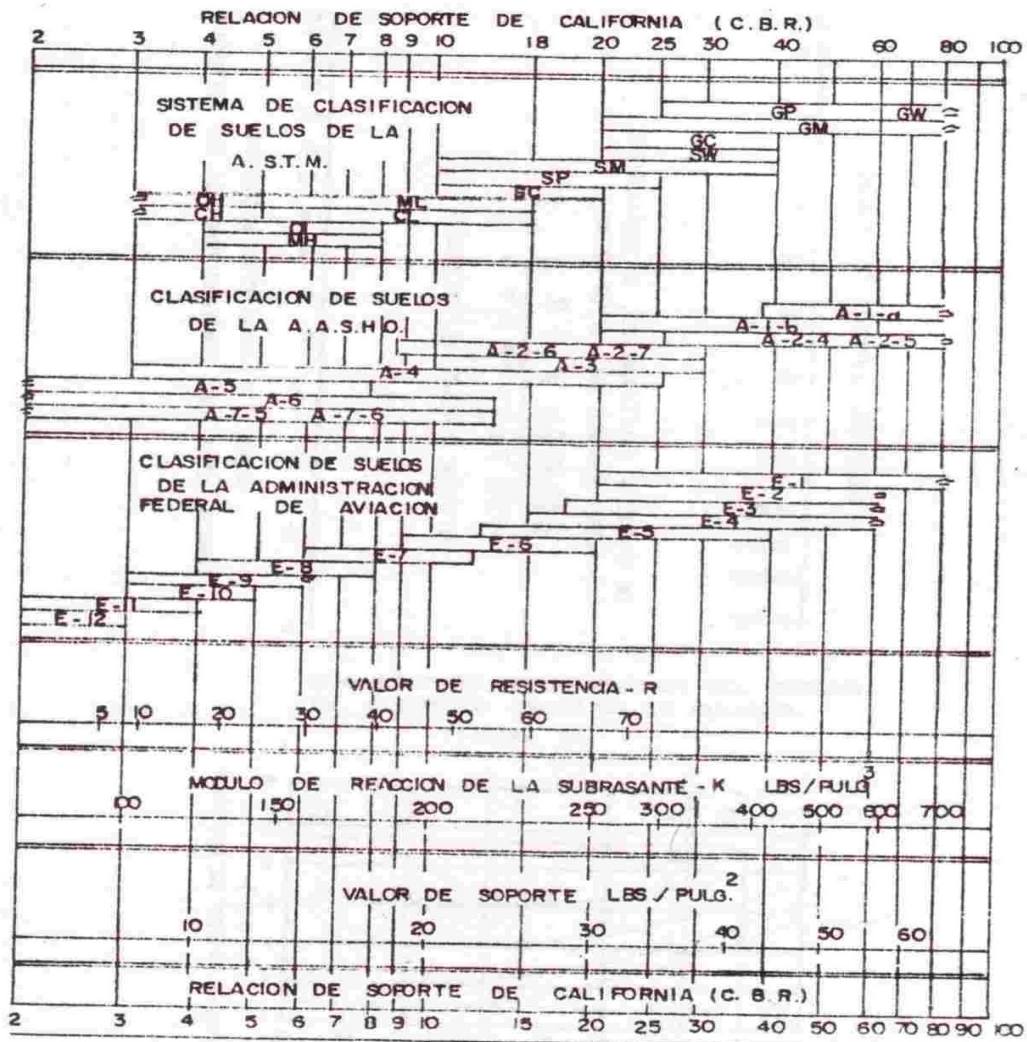 RELACION DE SOPORTE DE CALIFORNIA (C.B.R.)
2 3 4 5 6 7 8 9 10 18 20 25 30 40 60 80 100
SISTEMA DE CLASIFICACION
DE SUELOS DE LA
A. S.T.M.
GP GW
GM
GC
SW
SM
SP
SC
OH ML
CH CL
OL
MH
CLASIFICACION DE SUELOS
DE LA A.A.S.H.O.
A-1-a
A-1-b
A-2-4 A-2-5
A-2-6 A-2-7
A-3
A-4
A-5
A-6
A-7-5 A-7-6
CLASIFICACION DE SUELOS
DE LA ADMINISTRACION
FEDERAL DE AVIACION
E-2
E-3
E-4
E-5
E-6
E-7
E-8
E-9
E-10
E-11
E-12
VALOR DE RESISTENCIA - R
5 10 20 30 40 50 60 70
MODULO DE REACCION DE LA SUBRASANTE - K LBS/PULG3
100 150 200 250 300 400 500 600 700
VALOR DE SOPORTE LBS / PULG.2
10 20 30 40 50 60
RELACION DE SOPORTE DE CALIFORNIA (C.B.R.)
2 3 4 5 6 7 8 9 10 15 20 25 30 40 50 60 70 80 90 100